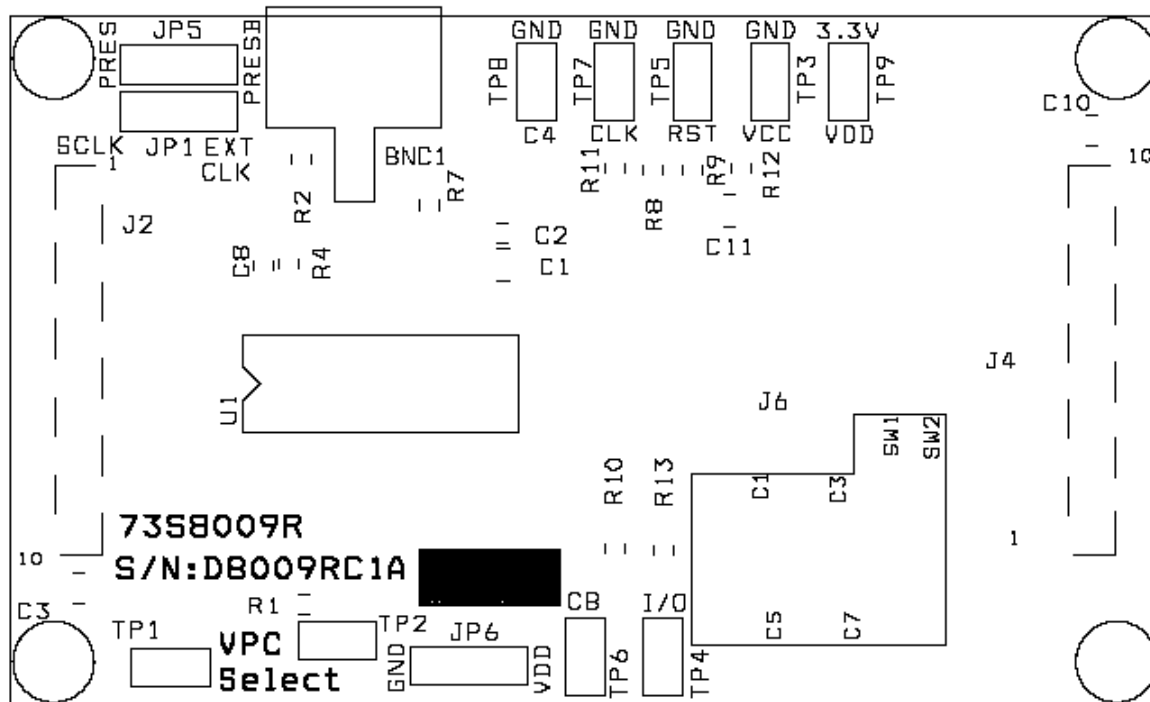 JP5
PRES
PRESB
GND
GND
GND
GND
3.3V
TP8
TP7
TP5
TP3
TP9
C10
C4
CLK
RST
VCC
VDD
SCLK
JP1
EXT
CLK
BNC1
1
10
R11
R9
R12
R7
R2
R8
J2
C2
C11
C8
R4
C1
J4
U1
J6
SW1
SW2
R10
R13
C1
C3
73S8009R
1
10
S/N:D8009RC1A
C3
R1
C8
I/O
C5
C7
TP1
VPC
Select
TP2
JP6
GND
VDD
TP6
TP4